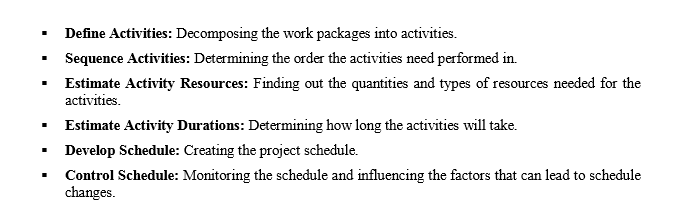 ▪ Define Activities: Decomposing the work packages into activities.
▪ Sequence Activities: Determining the order the activities need performed in.
▪ Estimate Activity Resources: Finding out the quantities and types of resources needed for the
activities.
▪ Estimate Activity Durations: Determining how long the activities will take.
▪ Develop Schedule: Creating the project schedule.
▪ Control Schedule: Monitoring the schedule and influencing the factors that can lead to schedule
changes.